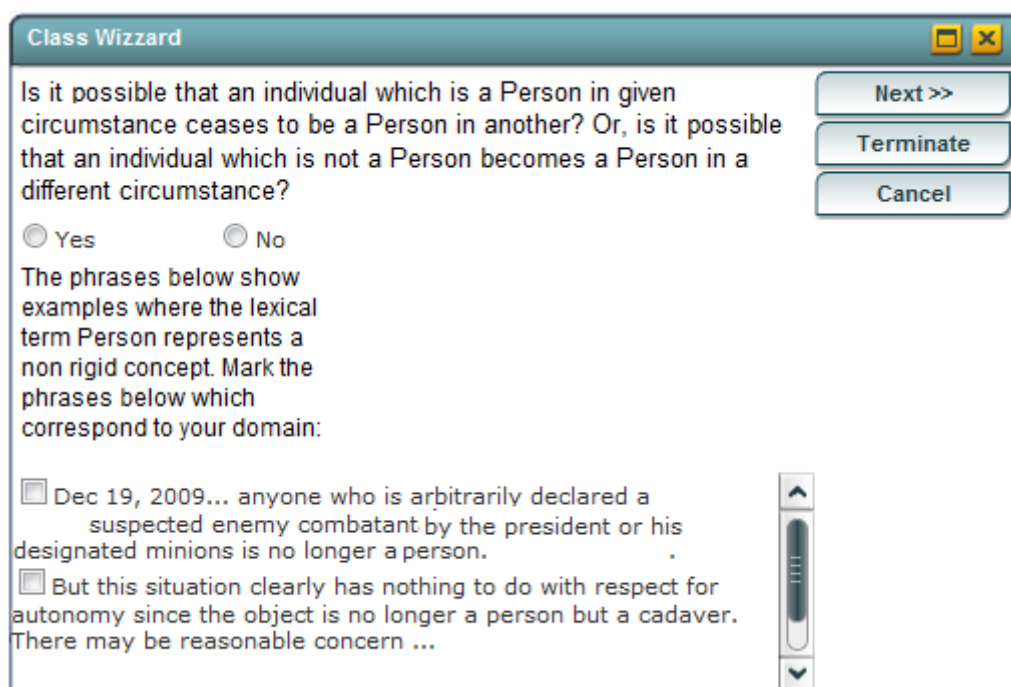 Class Wizzard
Is it possible that an individual which is a Person in given
circumstance ceases to be a Person in another? Or, is it possible
that an individual which is not a Person becomes a Person in a
different circumstance?
Next >>
Terminate
Cancel
Yes No
The phrases below show
examples where the lexical
term Person represents a
non rigid concept. Mark the
phrases below which
correspond to your domain:
Dec 19, 2009... anyone who is arbitrarily declared a
suspected enemy combatant by the president or his
designated minions is no longer a person. .
But this situation clearly has nothing to do with respect for
autonomy since the object is no longer a person but a cadaver.
There may be reasonable concern ...